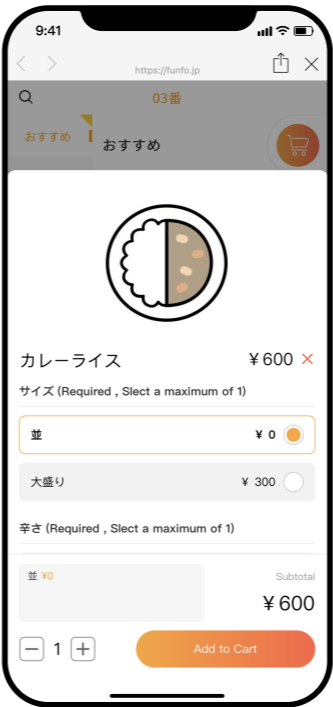 9:41
https://funfo.jp
03番
おすすめ
おすすめ
カレーライス ¥600 ×
サイズ (Required , Slect a maximum of 1)
並 ¥ 0
大盛り ¥ 300
辛さ (Required , Slect a maximum of 1)
並 ¥0
Subtotal
¥600
1
Add to Cart